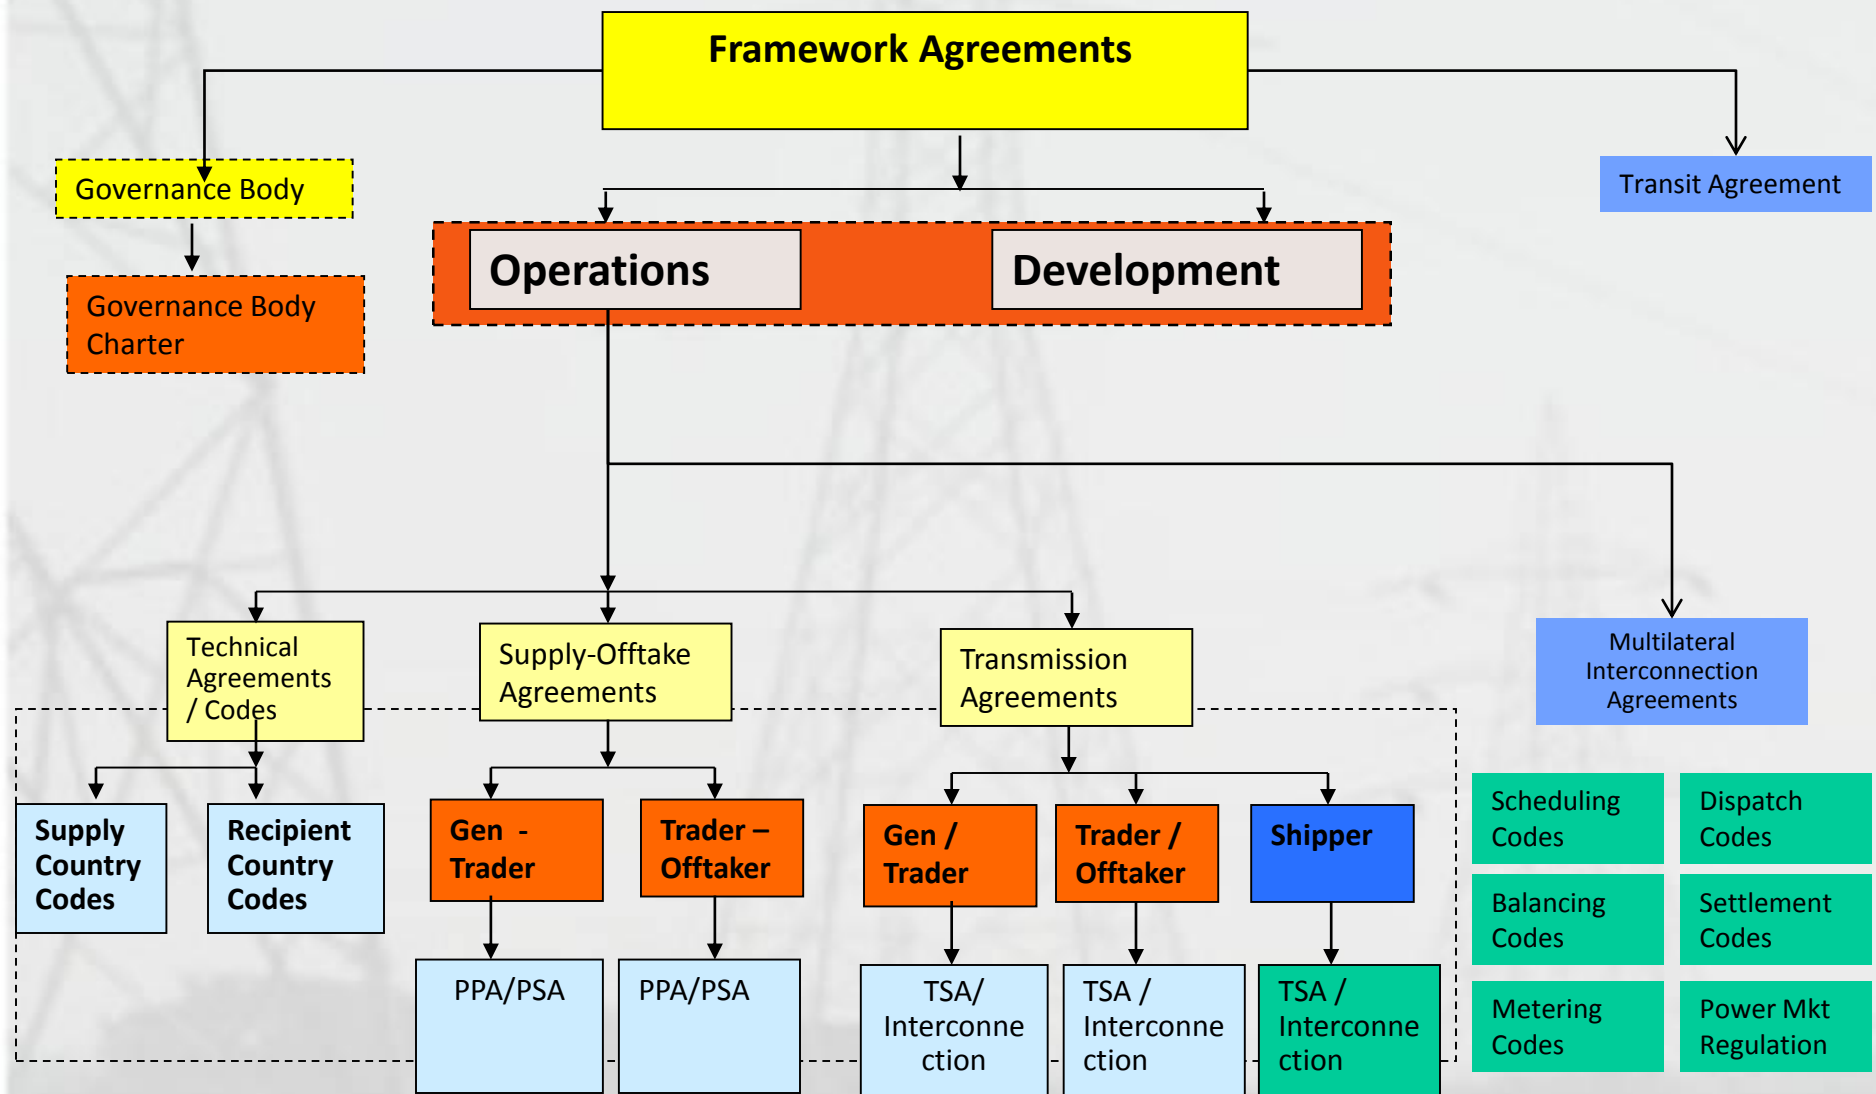 Framework Agreements
Governance Body
Transit Agreement
Governance Body
Charter
Operations
Development
Technical
Agreements
/ Codes
Supply-Offtake
Agreements
Transmission
Agreements
Multilateral
Interconnection
Agreements
Supply
Country
Codes
Recipient
Country
Codes
Gen -
Trader
Trader –
Offtaker
Gen /
Trader
Trader /
Offtaker
Shipper
PPA/PSA
PPA/PSA
TSA/
Interconne
ction
TSA /
Interconne
ction
TSA /
Interconne
ction
Scheduling
Codes
Dispatch
Codes
Balancing
Codes
Settlement
Codes
Metering
Codes
Power Mkt
Regulation